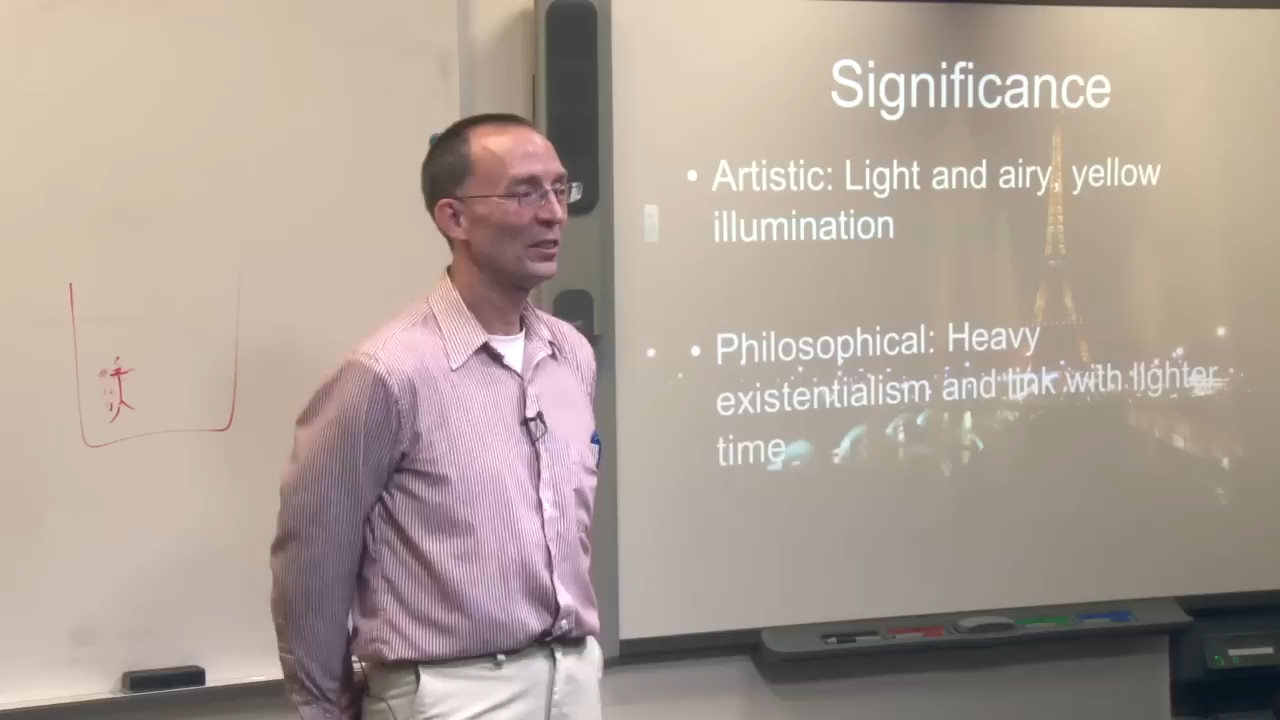 Significance
• Artistic: Light and airy, yellow
illumination
• Philosophical: Heavy
existentialism and link with lighter
time